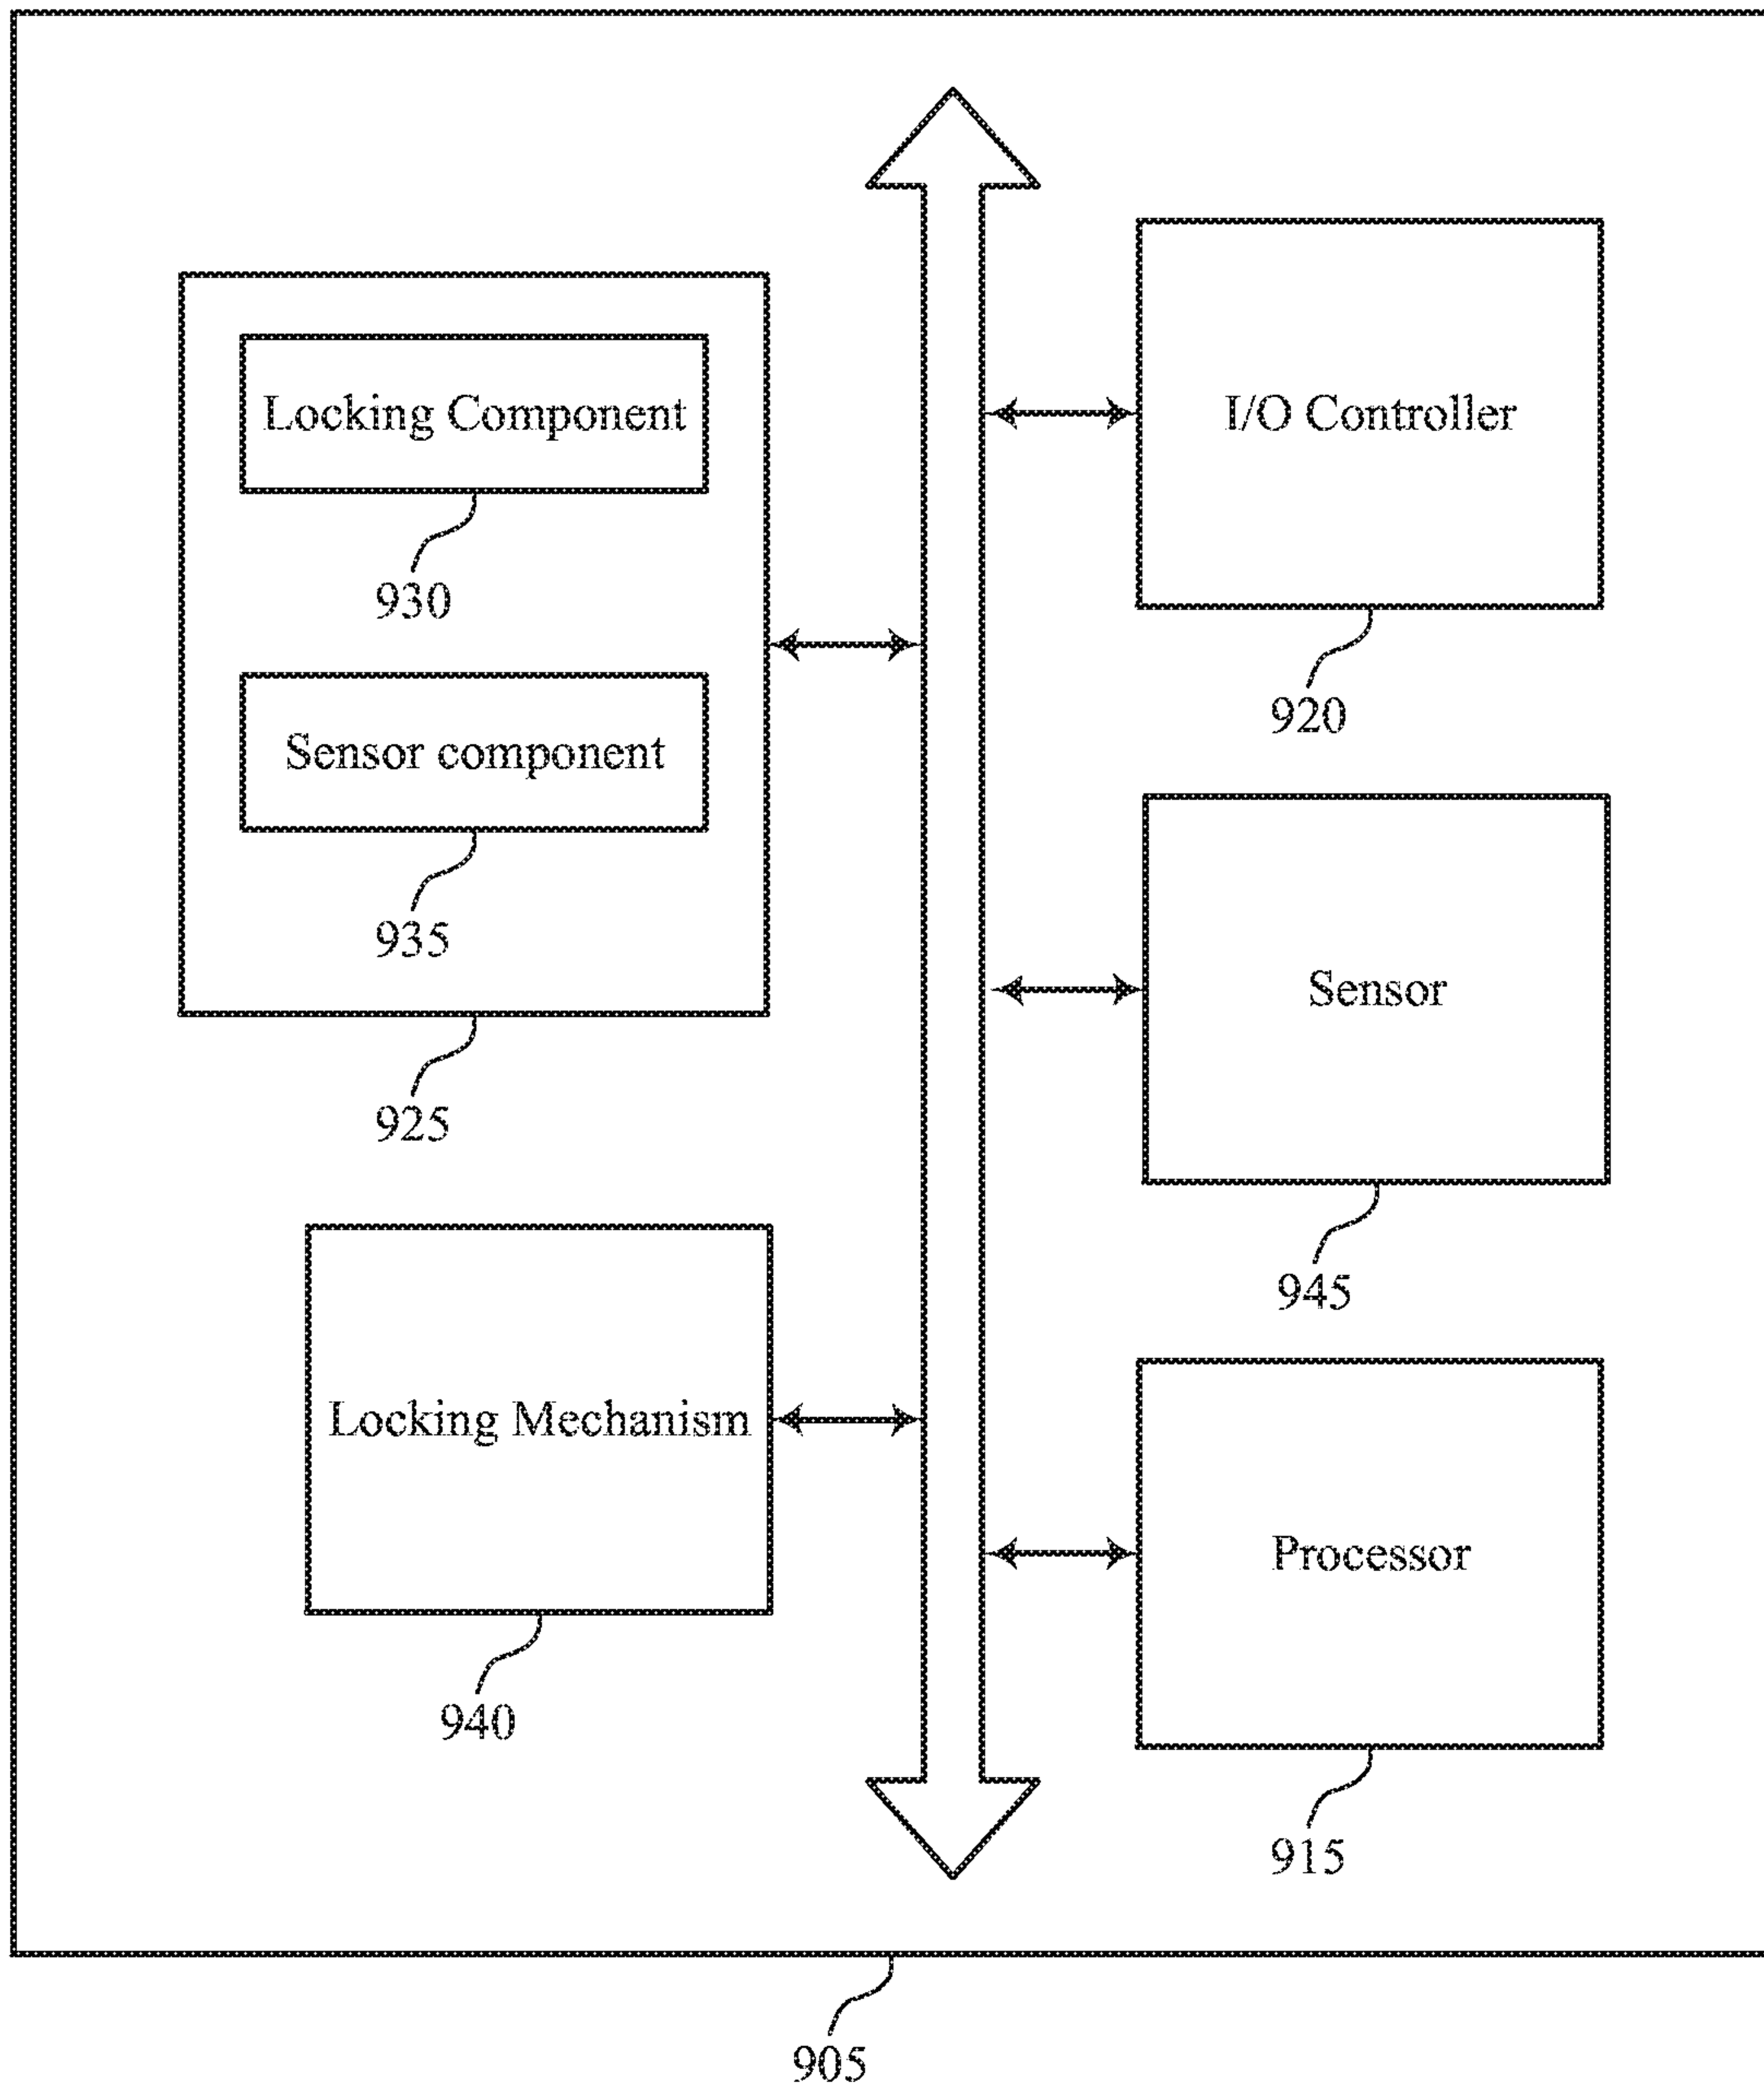 Locking Component
930
Sensor component
935
925
Locking Mechanism
940
I/O Controller
920
Sensor
945
Processor
915
905